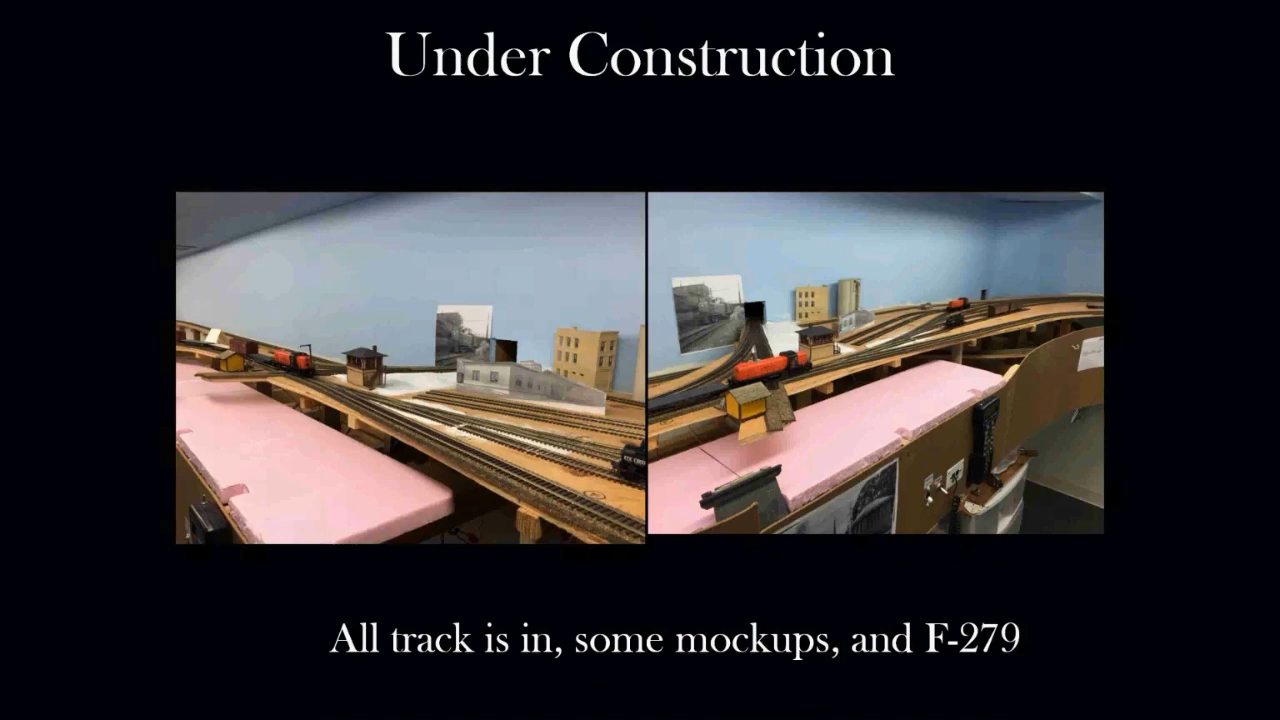 Under Construction
All track is in, some mockups, and F-279